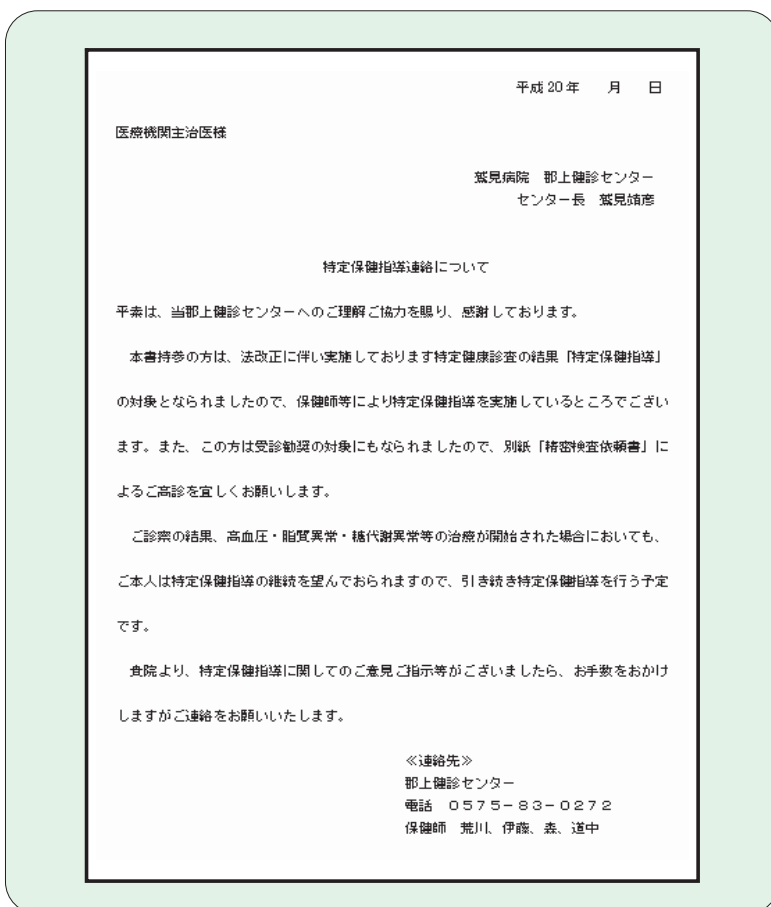 平成20年　　月　　日
医療機関主治医様
鷲見病院　郡上健診センター
センター長　鷲見靖彦
特定保健指導連絡について
平素は、当郡上健診センターへのご理解ご協力を賜り、感謝しております。
　本書持参の方は、法改正に伴い実施しております特定健康診査の結果「特定保健指導」
の対象となられましたので、保健師等により特定保健指導を実施しているところでござい
ます。また、この方は受診勧奨の対象にもなられましたので、別紙「精密検査依頼書」に
よるご高診を宜しくお願いします。
　ご診察の結果、高血圧・脂質異常・糖代謝異常等の治療が開始された場合においても、
ご本人は特定保健指導の継続を望んでおられますので、引き続き特定保健指導を行う予定
です。
　貴院より、特定保健指導に関してのご意見ご指示等がございましたら、お手数をおかけ
しますがご連絡をお願いいたします。
≪連絡先≫
郡上健診センター
電話　０５７５－８３－０２７２
保健師　荒川、伊藤、森、道中